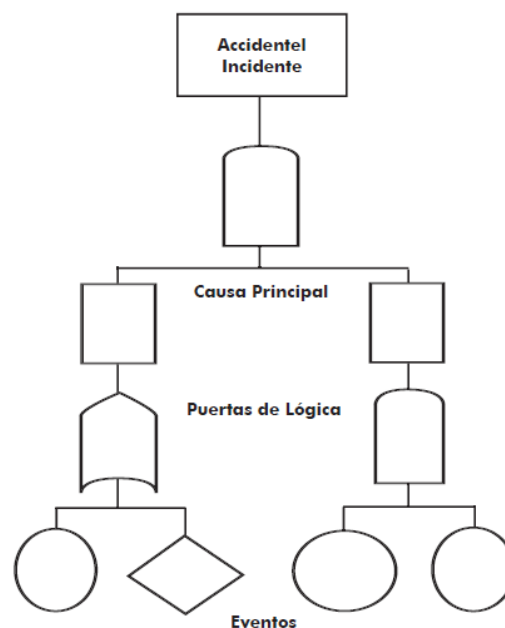 Accidentel
Incidente
Causa Principal
Puertas de Lógica
Eventos